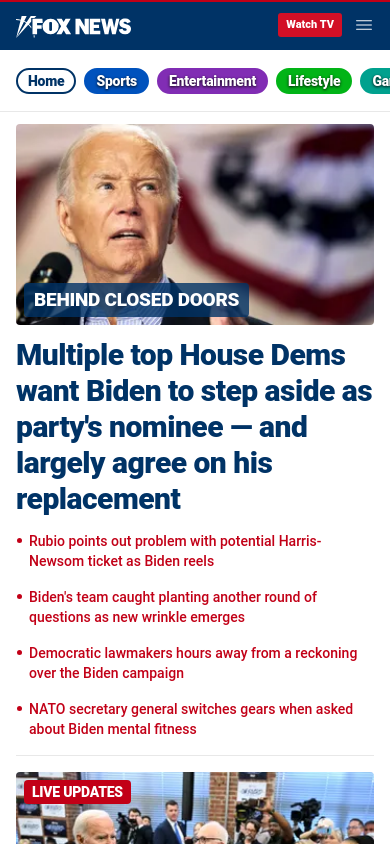 FOX NEWS
Watch TV
Home
Sports
Entertainment
Lifestyle
BEHIND CLOSED DOORS
Multiple top House Dems
want Biden to step aside as
party's nominee — and
largely agree on his
replacement
• Rubio points out problem with potential Harris-
Newsom ticket as Biden reels
• Biden's team caught planting another round of
questions as new wrinkle emerges
• Democratic lawmakers hours away from a reckoning
over the Biden campaign
• NATO secretary general switches gears when asked
about Biden mental fitness
LIVE UPDATES